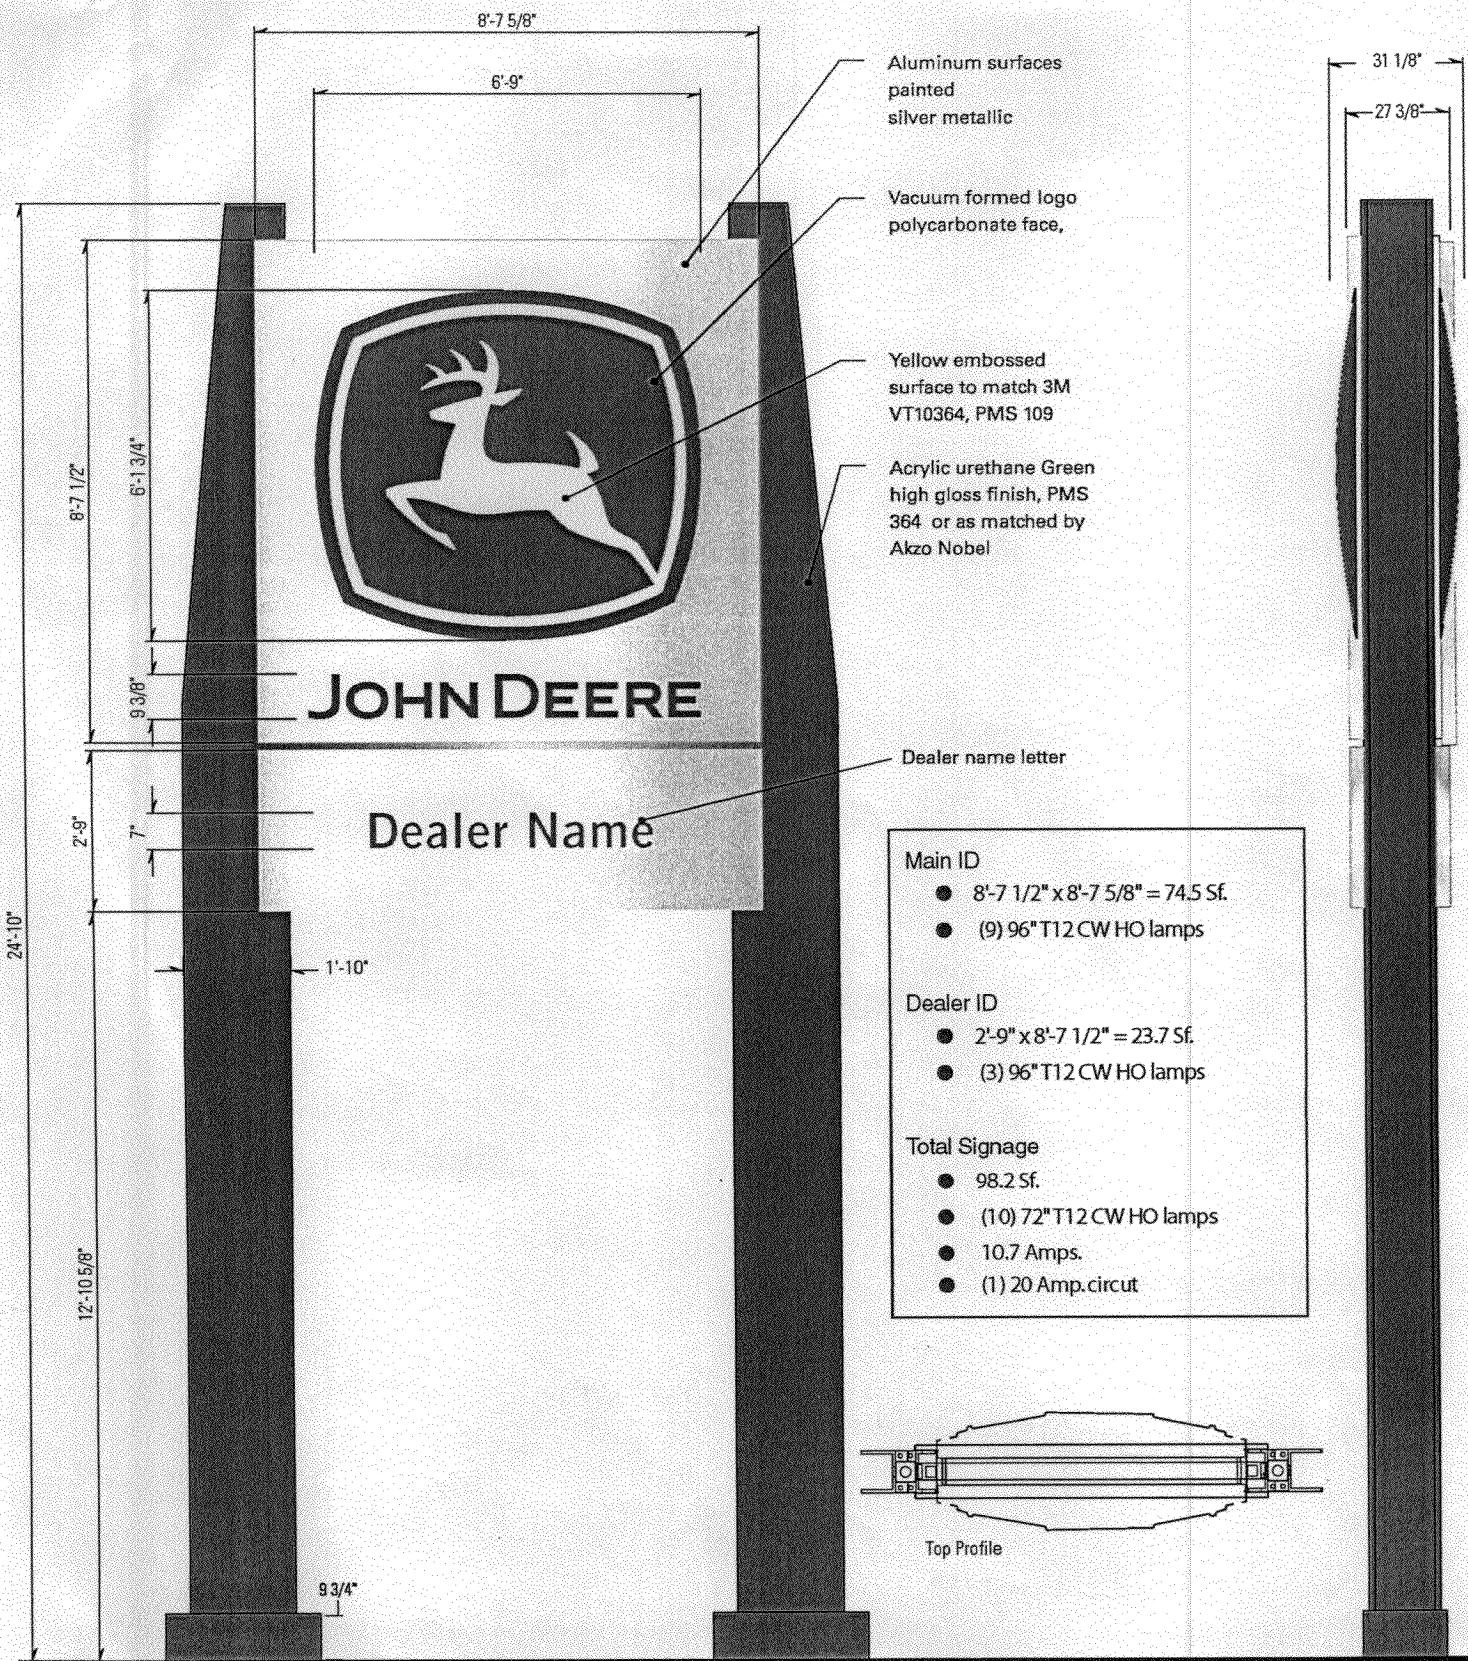 8'-7 5/8"
6'-9"
Aluminum surfaces
painted
silver metallic
31 1/8"
27 3/8"
Vacuum formed logo
polycarbonate face,
Yellow embossed
surface to match 3M
VT10364, PMS 109
Acrylic urethane Green
high gloss finish, PMS
364 or as matched by
Akzo Nobel
8'-7 1/2"
6'-1 3/4"
9 3/8"
JOHN DEERE
Dealer name letter
2'-9"
7"
Dealer Name
24'-10"
1'-10"
12'-10 5/8"
9 3/4"
Main ID
8'-7 1/2" x 8'-7 5/8" = 74.5 Sf.
(9) 96" T12 CW HO lamps
Dealer ID
2'-9" x 8'-7 1/2" = 23.7 Sf.
(3) 96" T12 CW HO lamps
Total Signage
98.2 Sf.
(10) 72" T12 CW HO lamps
10.7 Amps.
(1) 20 Amp. circut
Top Profile